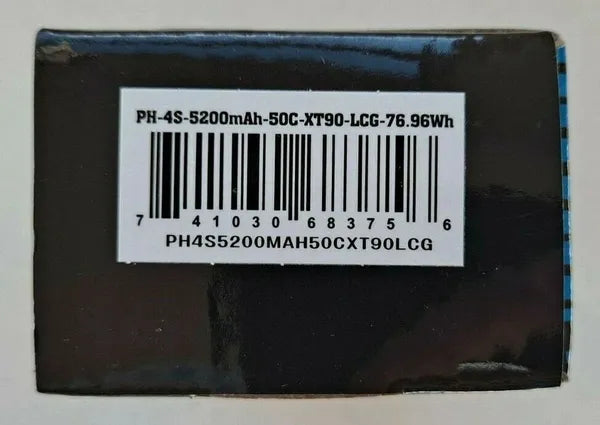 PH-4S-5200mAh-50C-XT90-LCG-76.96Wh
7 41030 68375 6
PH4S5200MAH50CXT90LCG